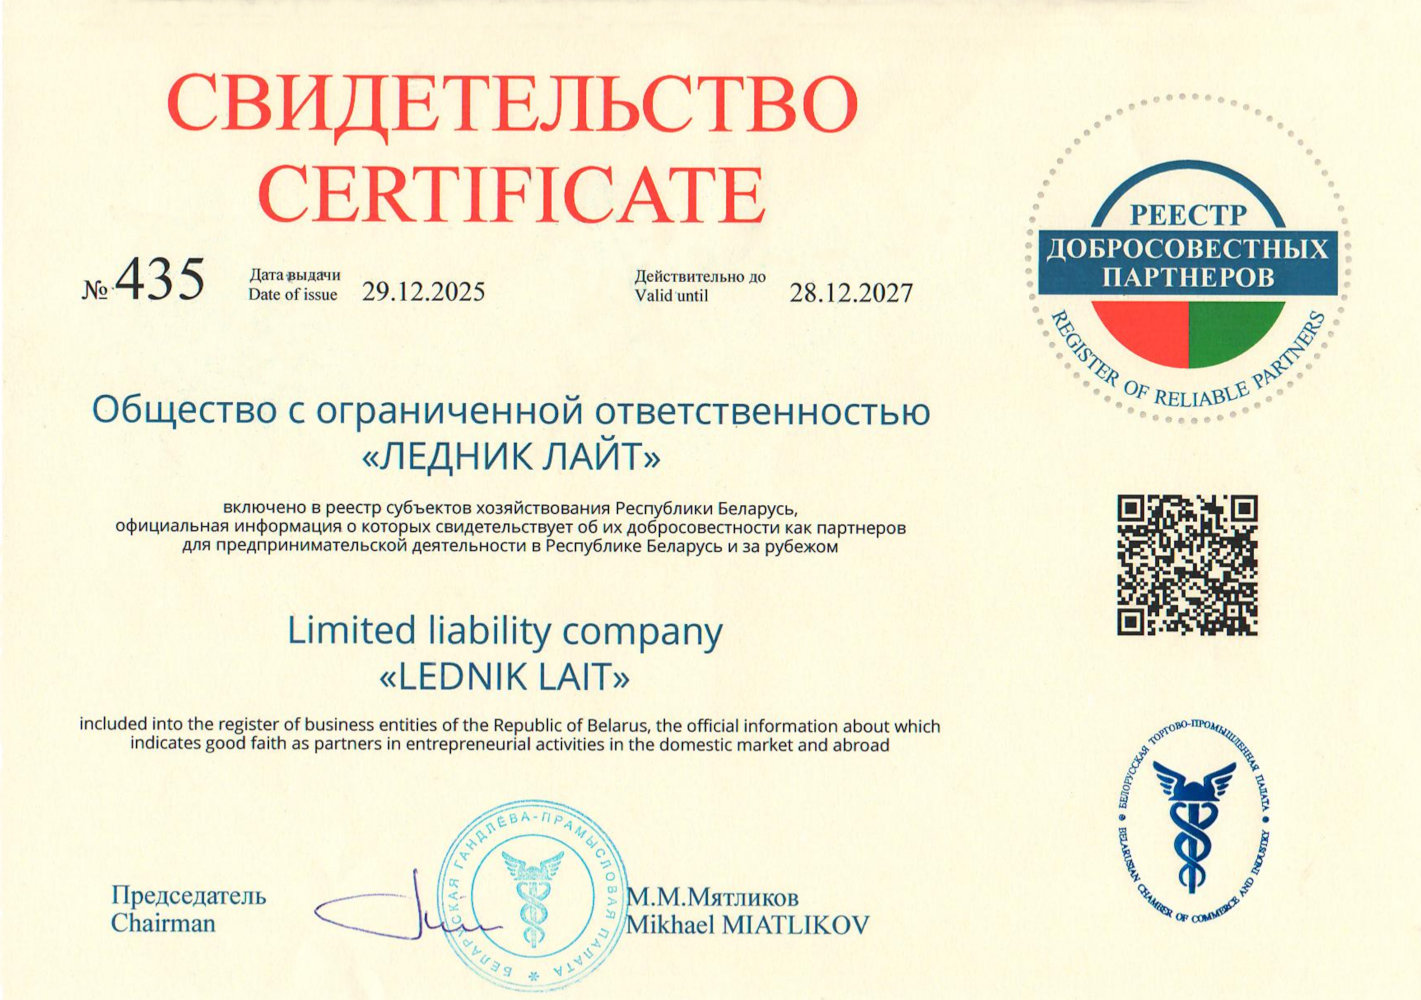 СВИДЕТЕЛЬСТВО
CERTIFICATE
№ 435
Дата выдачи
Date of issue
29.12.2025
Действительно до
Valid until
28.12.2027
РЕЕСТР
ДОБРОСОВЕСТНЫХ
ПАРТНЕРОВ
REGISTER OF RELIABLE PARTNERS
Общество с ограниченной ответственностью
«ЛЕДНИК ЛАЙТ»
включено в реестр субъектов хозяйствования Республики Беларусь,
официальная информация о которых свидетельствует об их добросовестности как партнеров
для предпринимательской деятельности в Республике Беларусь и за рубежом
Limited liability company
«LEDNIK LAIT»
included into the register of business entities of the Republic of Belarus, the official information about which
indicates good faith as partners in entrepreneurial activities in the domestic market and abroad
БЕЛОРУССКАЯ ТОРГОВО-ПРОМЫШЛЕННАЯ ПАЛАТА
BELARUSIAN CHAMBER OF COMMERCE AND INDUSTRY
БЕЛАРУСКАЯ ГАНДЛЁВА-ПРАМЫСЛОВАЯ ПАЛАТА
Председатель
Chairman
М.М.Мятликов
Mikhael MIATLIKOV